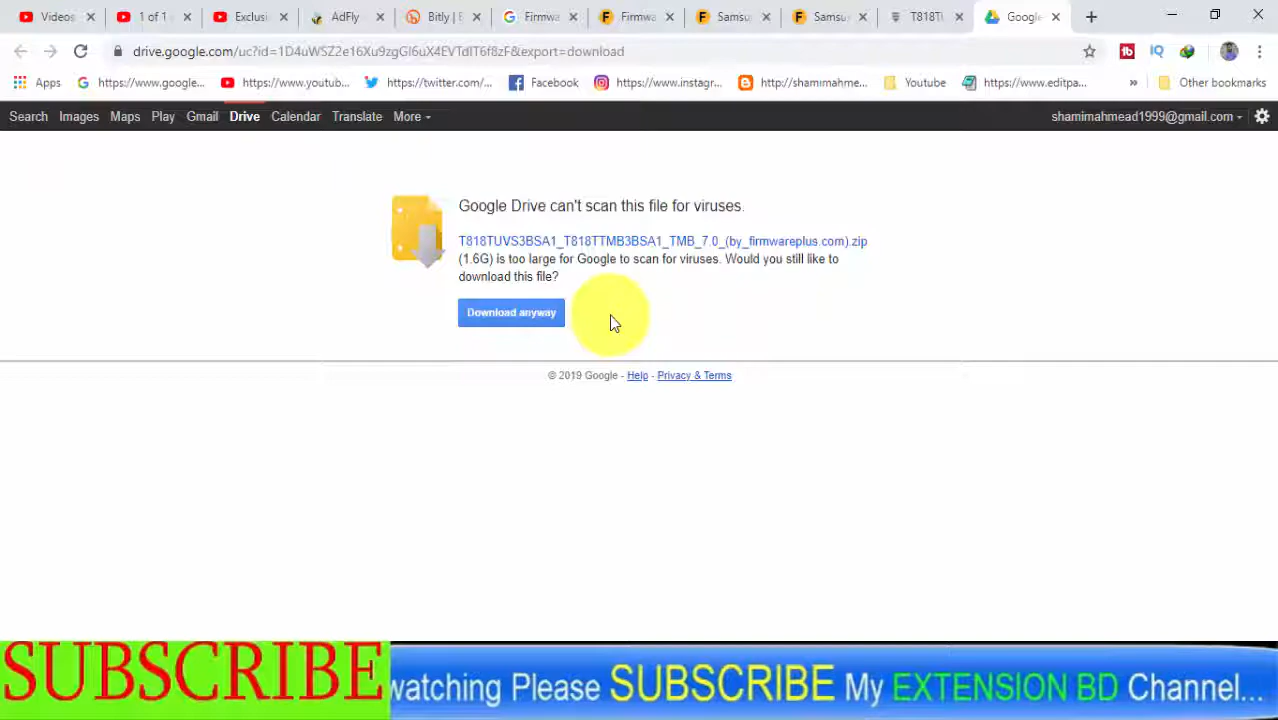 Videos
1 of 1
Exclusi
AdFly
Bitly | E
Firmwa
Firmwa
Samsu
Samsu
T818TU
Google
drive.google.com/uc?id=1D4uWSZ2e16Xu9zgGl6uX4EVTdIT6f8zF&export=download
Apps
https://www.google...
https://www.youtub...
https://twitter.com/...
Facebook
https://www.instagr...
http://shamimahme...
Youtube
https://www.editpa...
»
Other bookmarks
Search Images Maps Play Gmail Drive Calendar Translate More
shamimahmead1999@gmail.com
Google Drive can't scan this file for viruses.
T818TUVS3BSA1_T818TTMB3BSA1_TMB_7.0_(by_firmwareplus.com).zip
(1.6G) is too large for Google to scan for viruses. Would you still like to
download this file?
Download anyway
© 2019 Google - Help - Privacy & Terms
SUBSCRIBE
watching Please SUBSCRIBE My EXTENSION BD Channel...